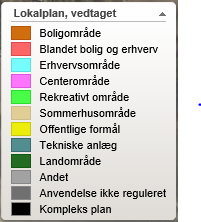 Lokalplan, vedtaget
Boligområde
Blandet bolig og erhverv
Erhvervsområde
Centerområde
Rekreativt område
Sommerhusområde
Offentlige formål
Tekniske anlæg
Landområde
Andet
Anvendelse ikke reguleret
Kompleks plan